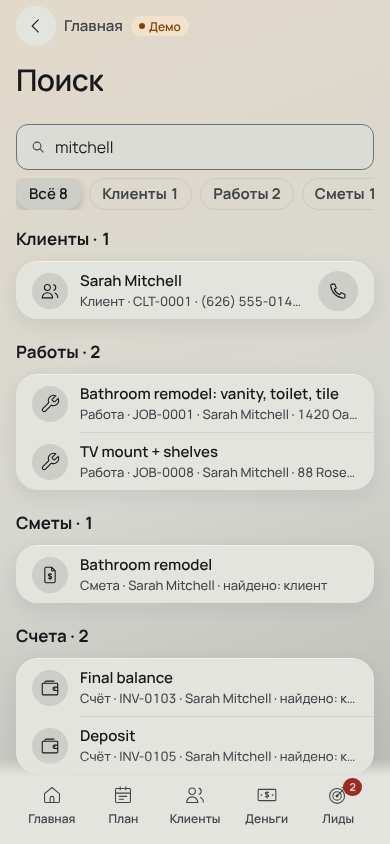 Главная
Демо
Поиск
mitchell
Всё 8
Клиенты 1
Работы 2
Сметы 1
Клиенты · 1
Sarah Mitchell
Клиент · CLT-0001 · (626) 555-014...
Работы · 2
Bathroom remodel: vanity, toilet, tile
Работа · JOB-0001 · Sarah Mitchell · 1420 Oa...
TV mount + shelves
Работа · JOB-0008 · Sarah Mitchell · 88 Rose...
Сметы · 1
Bathroom remodel
Смета · Sarah Mitchell · найдено: клиент
Счета · 2
Final balance
Счёт · INV-0103 · Sarah Mitchell · найдено: к...
Deposit
Счёт · INV-0105 · Sarah Mitchell · найдено: к...
2
Главная
План
Клиенты
Деньги
Лиды